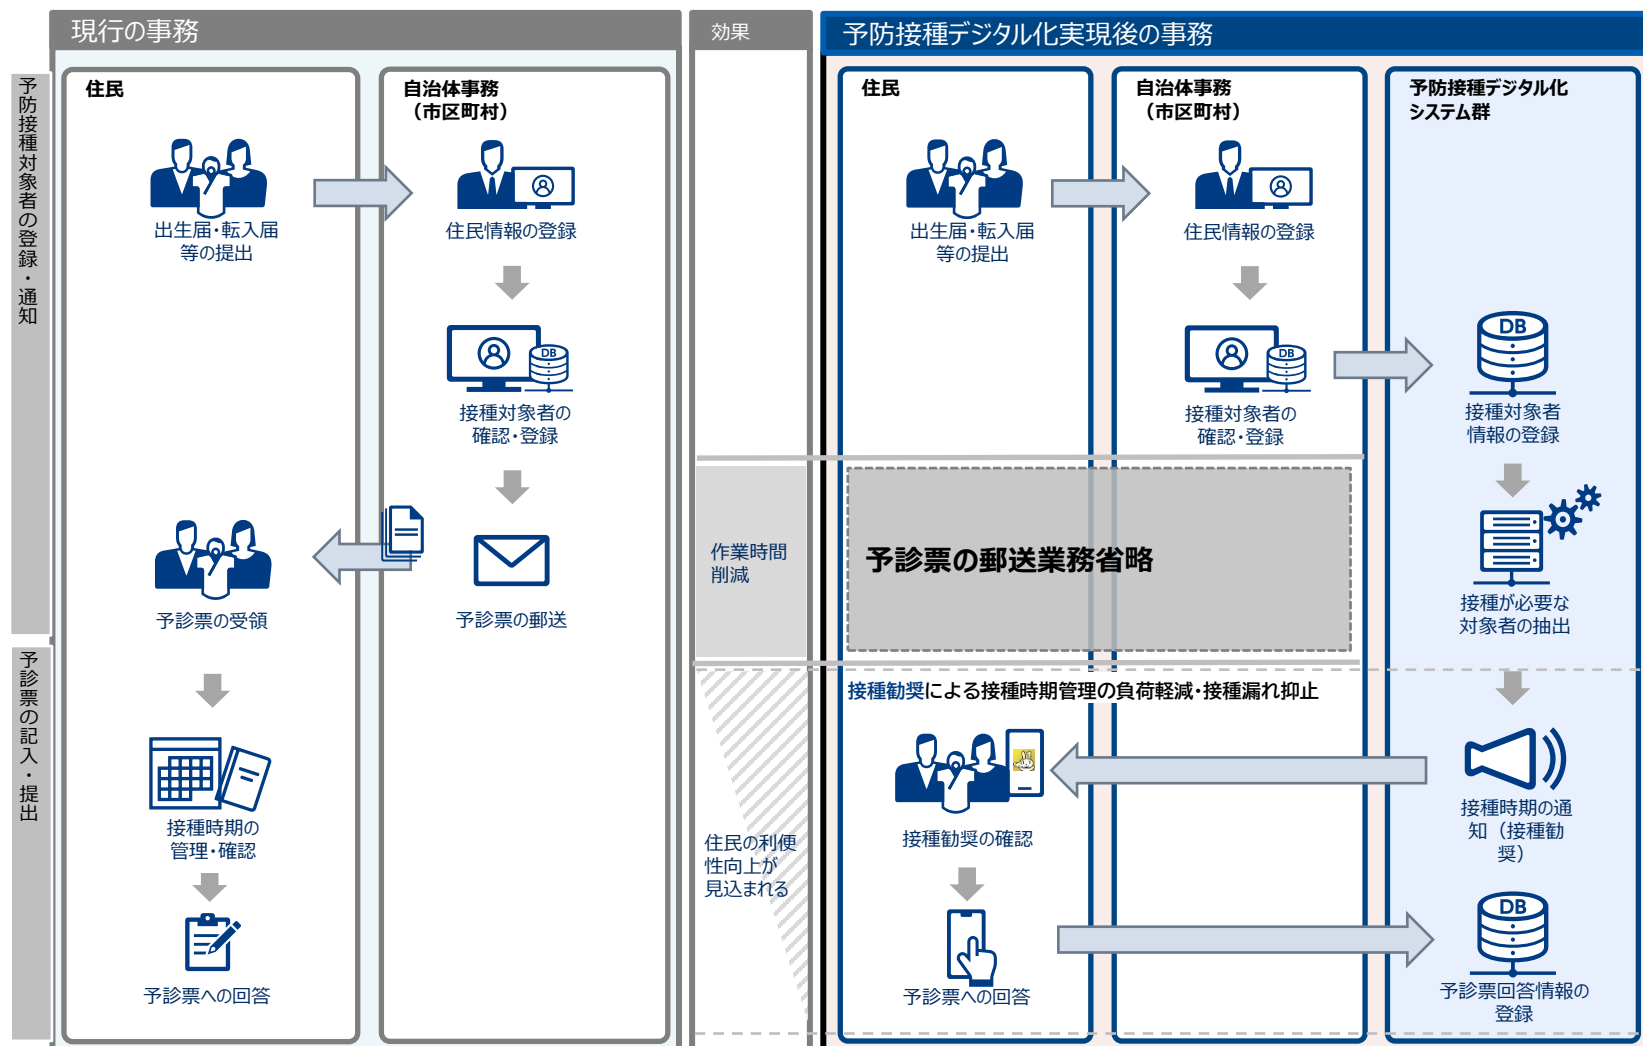 現行の事務
効果
予防接種デジタル化実現後の事務
予防接種対象者の登録・通知
予診票の記入・提出
住民
自治体事務
（市区町村）
出生届・転入届
等の提出
住民情報の登録
接種対象者の
確認・登録
予診票の受領
予診票の郵送
接種時期の
管理・確認
予診票への回答
作業時間
削減
住民の利便
性向上が
見込まれる
住民
自治体事務
（市区町村）
予防接種デジタル化
システム群
出生届・転入届
等の提出
住民情報の登録
接種対象者の
確認・登録
接種対象者
情報の登録
予診票の郵送業務省略
接種が必要な
対象者の抽出
接種勧奨による接種時期管理の負荷軽減・接種漏れ抑止
接種勧奨の確認
接種時期の通
知（接種勧
奨）
予診票への回答
予診票回答情報の
登録
DB
DB
DB
DB